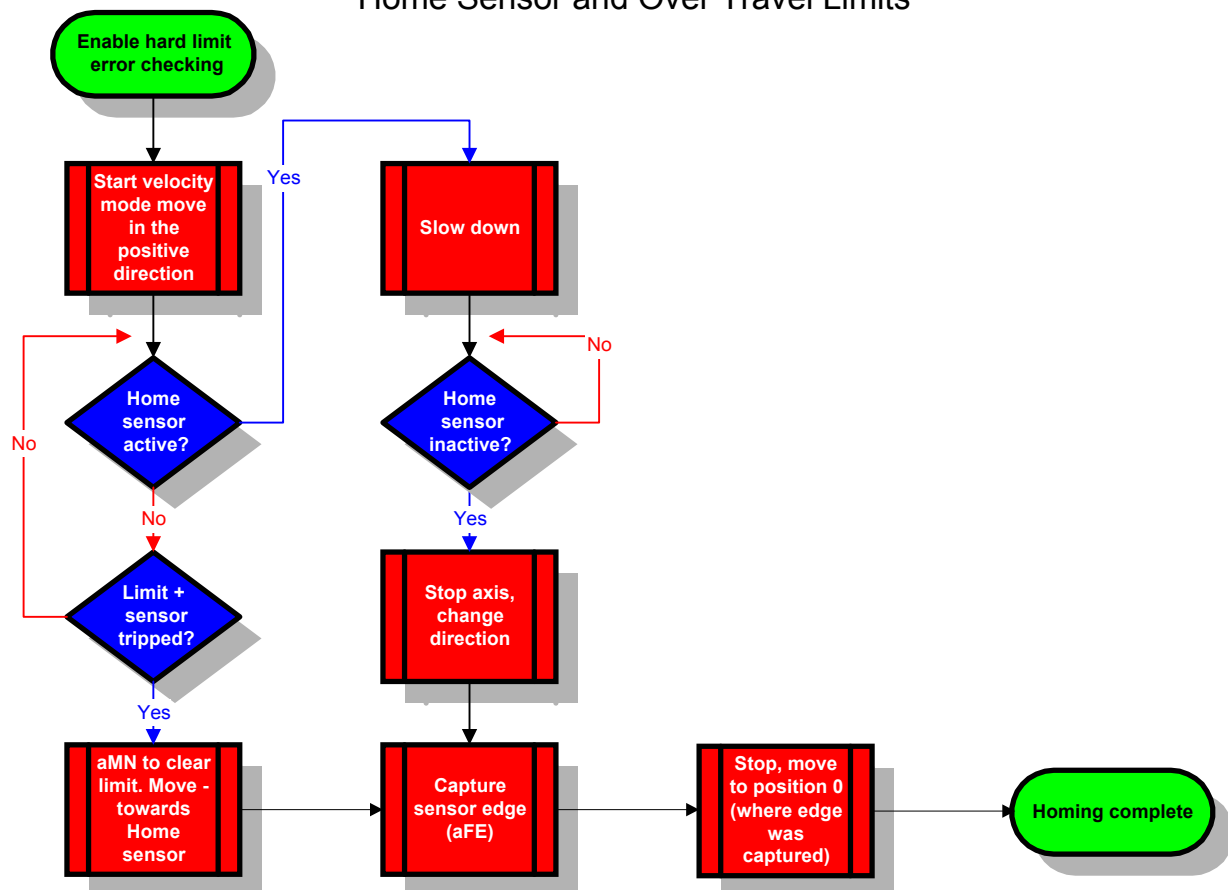 Home Sensor and Over Travel Limits
Enable hard limit
error checking
Start velocity
mode move
in the
positive
direction
Yes
Slow down
Home
sensor
active?
No
Home
sensor
inactive?
No
No
Yes
Limit +
sensor
tripped?
Stop axis,
change
direction
Yes
aMN to clear
limit. Move -
towards
Home
sensor
Capture
sensor edge
(aFE)
Stop, move
to position 0
(where edge
was
captured)
Homing complete